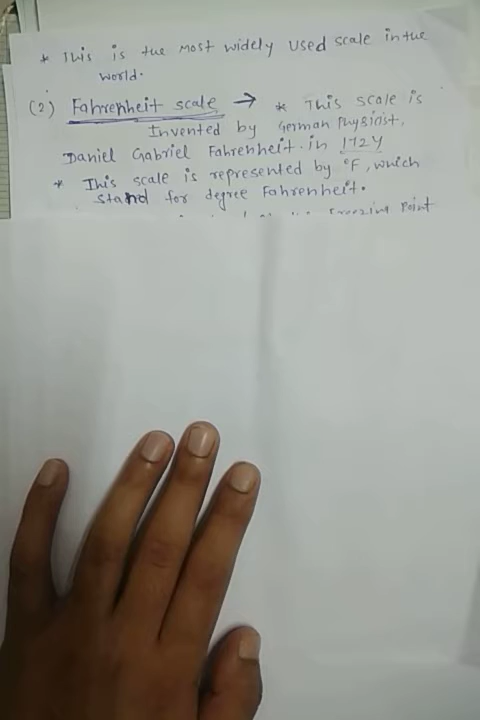 * This is the most widely used scale in the
world.
(2) Fahrenheit scale → * This scale is
Invented by German Physicist,
Daniel Gabriel Fahrenheit. in 1724
* This scale is represented by °F, which
stand for degree Fahrenheit.
freezing point